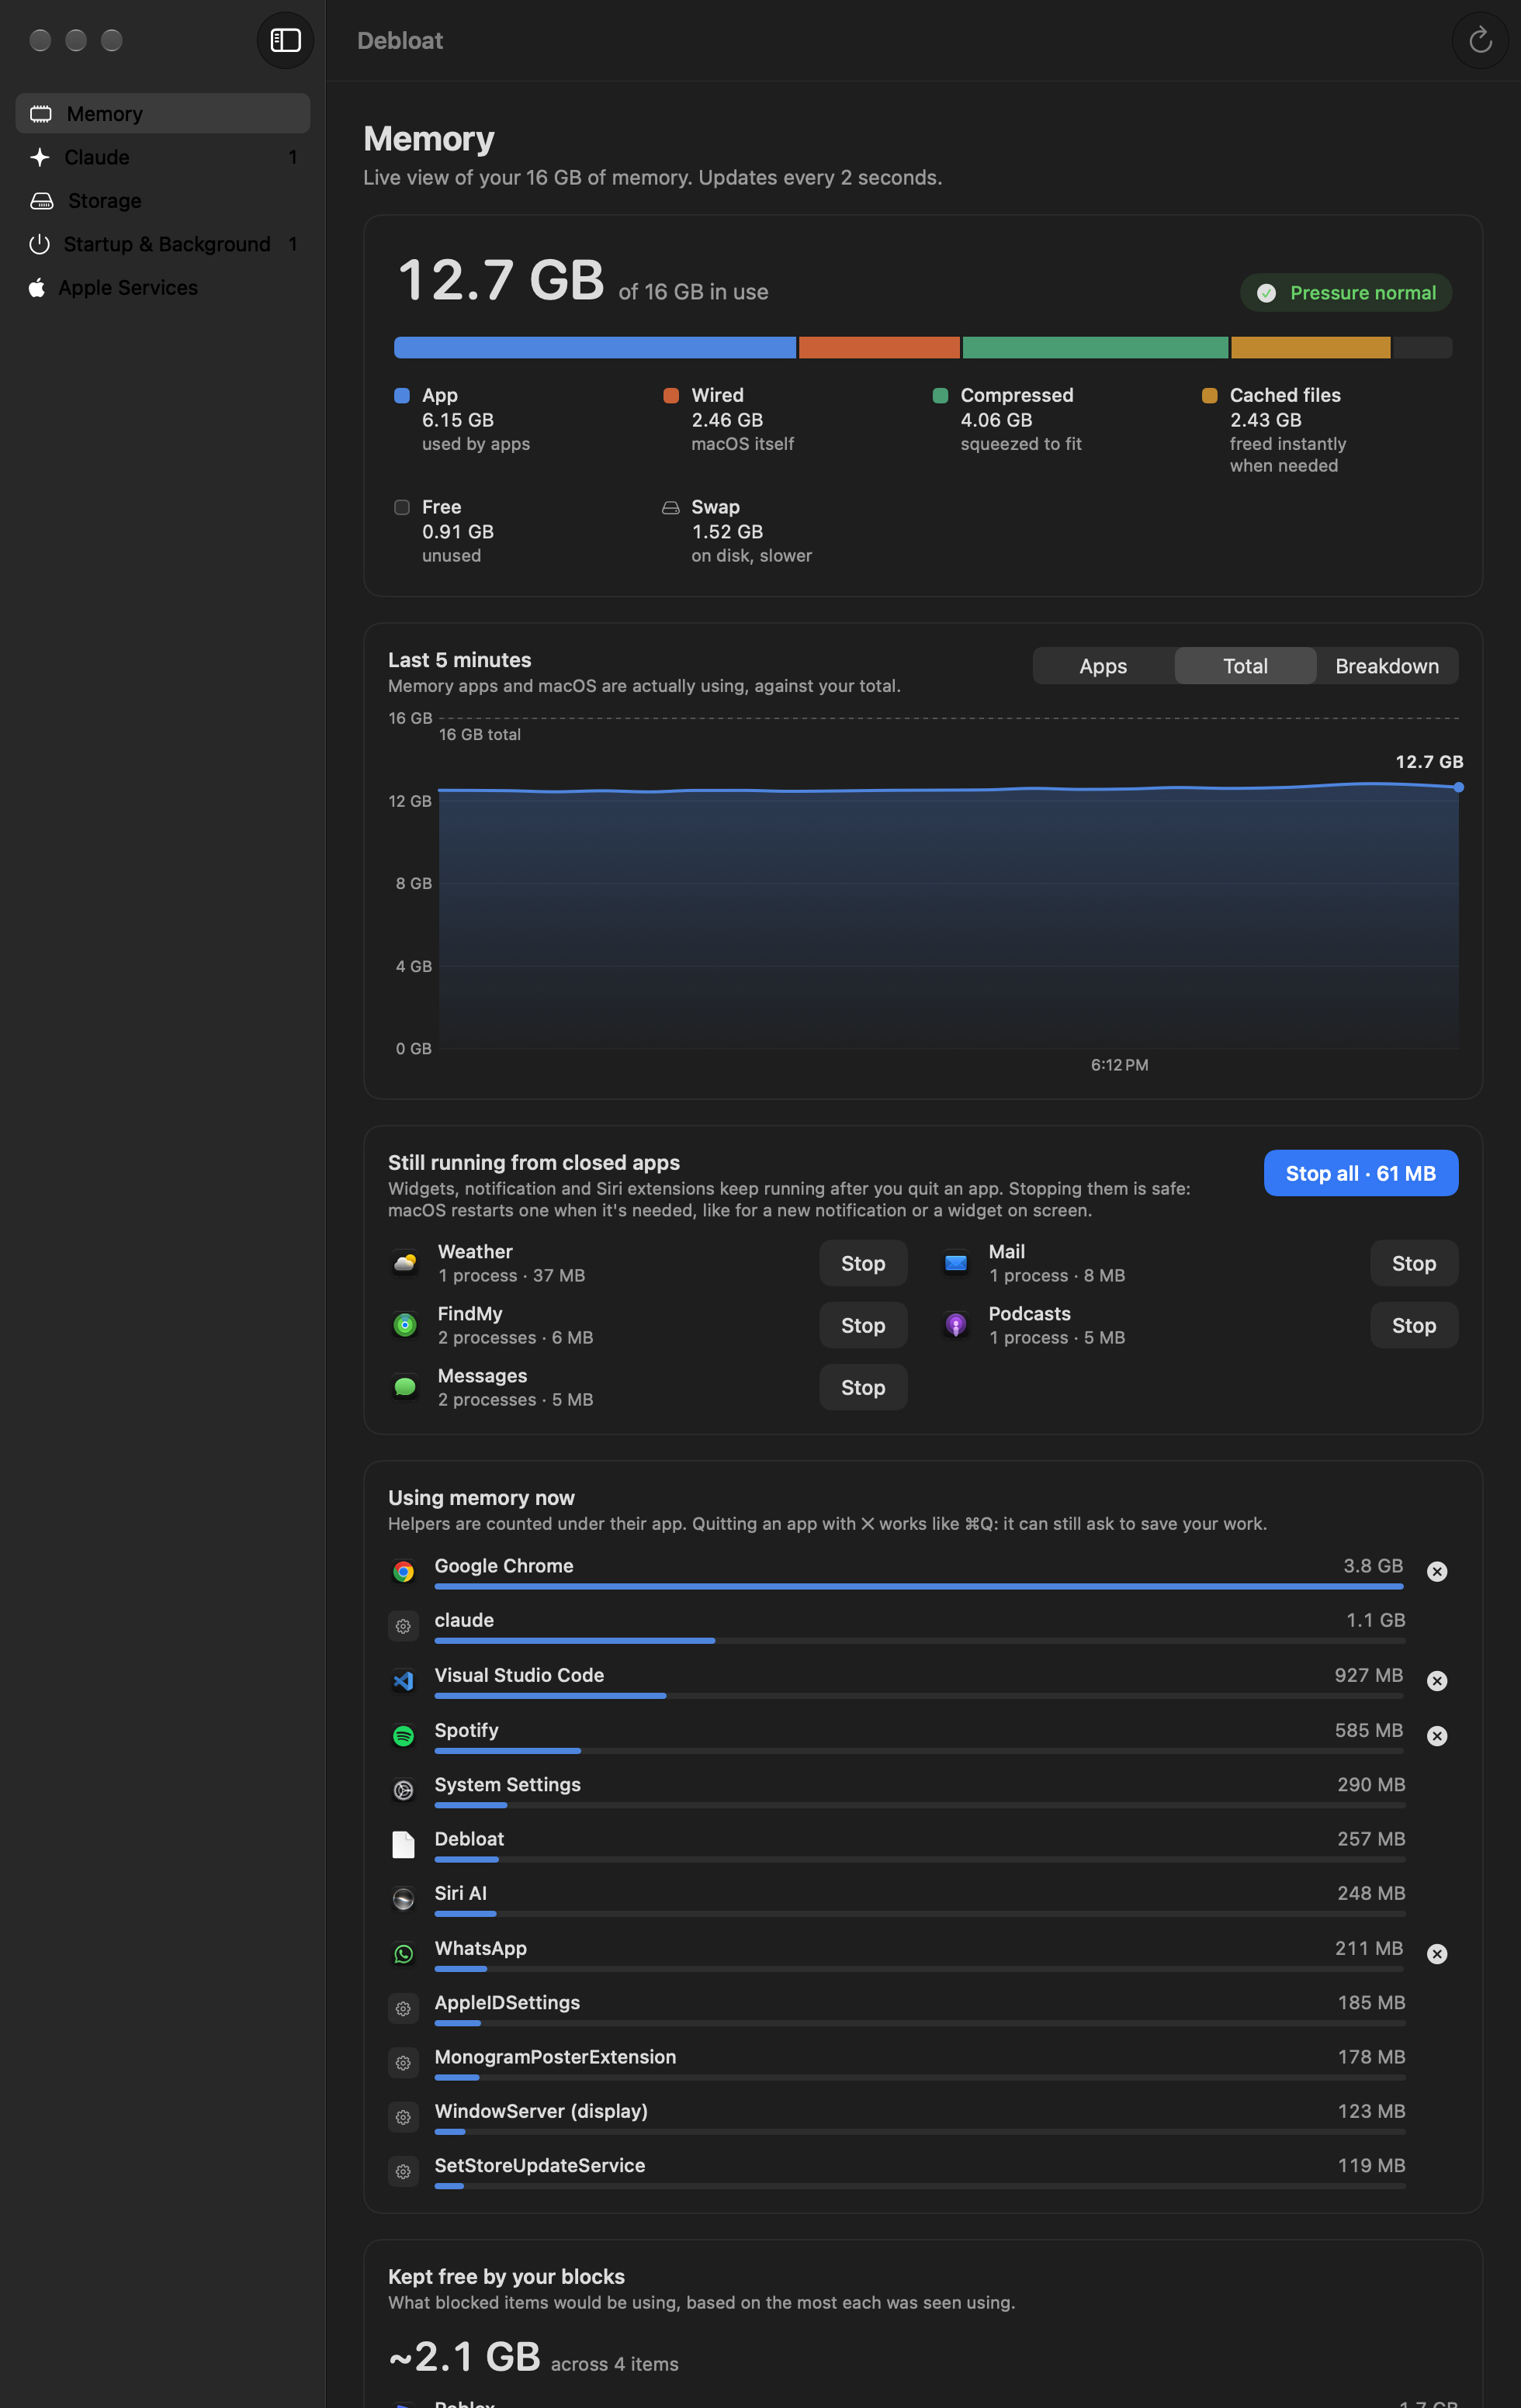 Debloat
Memory
Claude 1
Storage
Startup & Background 1
Apple Services
Memory
Live view of your 16 GB of memory. Updates every 2 seconds.
12.7 GB of 16 GB in use
Pressure normal
App
6.15 GB
used by apps
Wired
2.46 GB
macOS itself
Compressed
4.06 GB
squeezed to fit
Cached files
2.43 GB
freed instantly
when needed
Free
0.91 GB
unused
Swap
1.52 GB
on disk, slower
Last 5 minutes
Memory apps and macOS are actually using, against your total.
Apps Total Breakdown
16 GB
16 GB total
12.7 GB
12 GB
8 GB
4 GB
0 GB
6:12 PM
Still running from closed apps
Widgets, notification and Siri extensions keep running after you quit an app. Stopping them is safe:
macOS restarts one when it's needed, like for a new notification or a widget on screen.
Stop all · 61 MB
Weather
1 process · 37 MB
Stop
Mail
1 process · 8 MB
Stop
FindMy
2 processes · 6 MB
Stop
Podcasts
1 process · 5 MB
Stop
Messages
2 processes · 5 MB
Stop
Using memory now
Helpers are counted under their app. Quitting an app with ✕ works like ⌘Q: it can still ask to save your work.
Google Chrome 3.8 GB
claude 1.1 GB
Visual Studio Code 927 MB
Spotify 585 MB
System Settings 290 MB
Debloat 257 MB
Siri AI 248 MB
WhatsApp 211 MB
AppleIDSettings 185 MB
MonogramPosterExtension 178 MB
WindowServer (display) 123 MB
SetStoreUpdateService 119 MB
Kept free by your blocks
What blocked items would be using, based on the most each was seen using.
~2.1 GB across 4 items
Roblox 1.7 GB